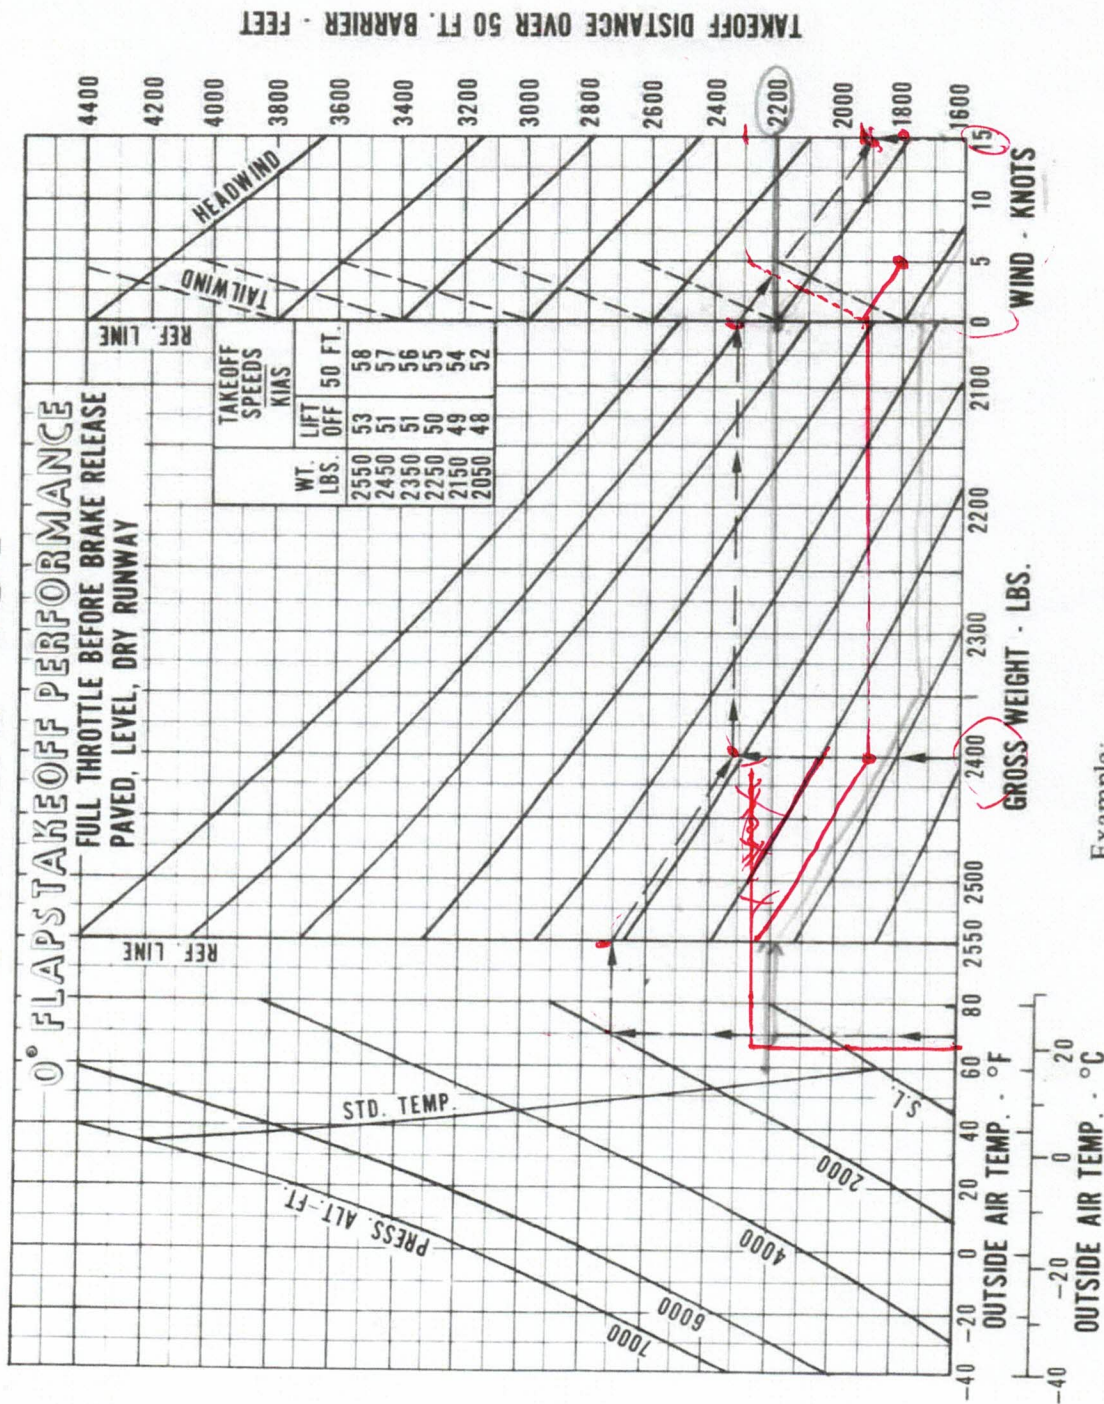 0° FLAPS TAKEOFF PERFORMANCE
FULL THROTTLE BEFORE BRAKE RELEASE
PAVED, LEVEL, DRY RUNWAY
PRESS. ALT-FT.
7000
6000
4000
2000
S.L.
STD. TEMP.
REF. LINE
WT. LBS.
TAKEOFF SPEEDS KIAS
LIFT OFF
50 FT.
2550 53 58
2450 51 57
2350 51 56
2250 50 55
2150 49 54
2050 48 52
REF. LINE
TAILWIND
HEADWIND
4400
4200
4000
3800
3600
3400
3200
3000
2800
2600
2400
2200
2000
1800
1600
TAKEOFF DISTANCE OVER 50 FT. BARRIER - FEET
-40 -20 0 20 40 60 80
OUTSIDE AIR TEMP. - °F
-40 -20 0 20
OUTSIDE AIR TEMP. - °C
2550 2500 2400 2300 2200 2100
GROSS WEIGHT - LBS.
0 5 10 15
WIND - KNOTS
Example: